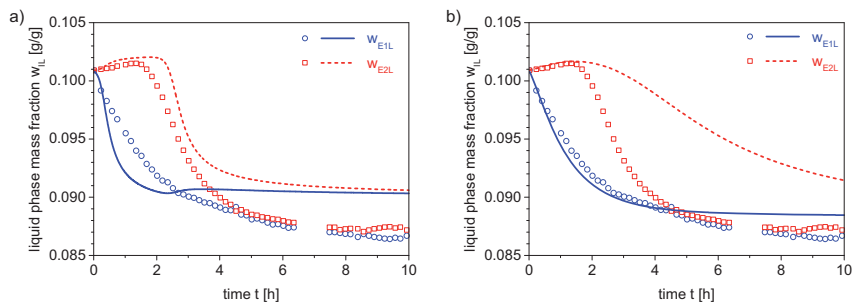 a)
liquid phase mass fraction w_IL [g/g]
0.105
0.100
0.095
0.090
0.085
w_E1L
w_E2L
0 2 4 6 8 10
time t [h]
b)
liquid phase mass fraction w_IL [g/g]
0.105
0.100
0.095
0.090
0.085
w_E1L
w_E2L
0 2 4 6 8 10
time t [h]